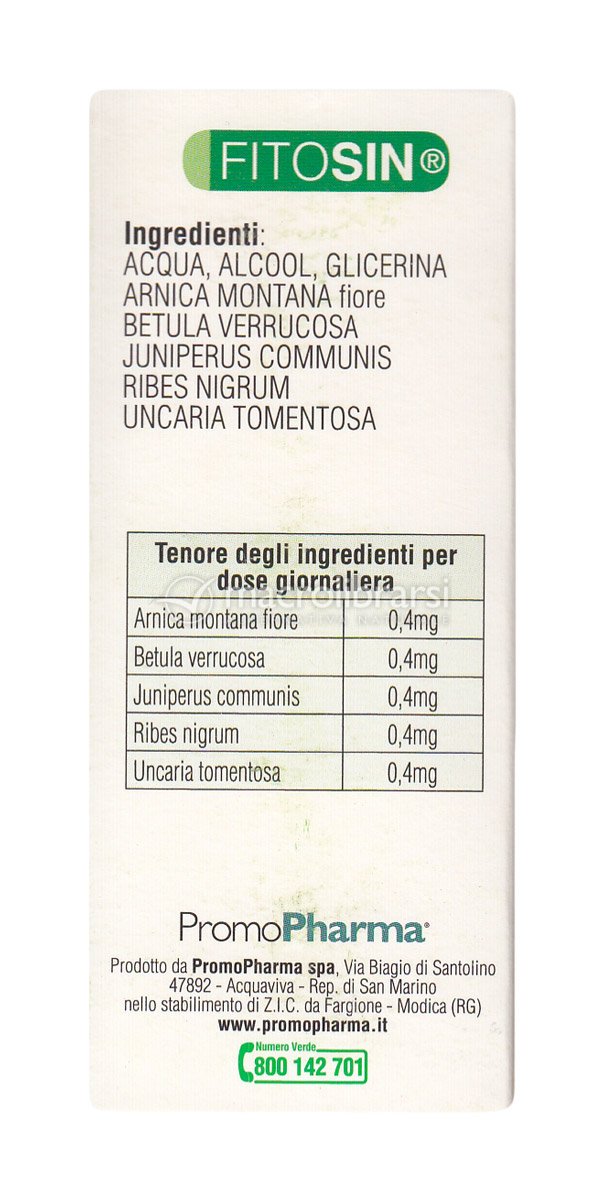 FITOSIN®
Ingredienti:
ACQUA, ALCOOL, GLICERINA
ARNICA MONTANA fiore
BETULA VERRUCOSA
JUNIPERUS COMMUNIS
RIBES NIGRUM
UNCARIA TOMENTOSA
Tenore degli ingredienti per
dose giornaliera
macrolibrarsi
Arnica montana fiore 0,4mg
Betula verrucosa 0,4mg
Juniperus communis 0,4mg
Ribes nigrum 0,4mg
Uncaria tomentosa 0,4mg
PromoPharma®
Prodotto da PromoPharma spa, Via Biagio di Santolino
47892 - Acquaviva - Rep. di San Marino
nello stabilimento di Z.I.C. da Fargione - Modica (RG)
www.promopharma.it
Numero Verde
800 142 701